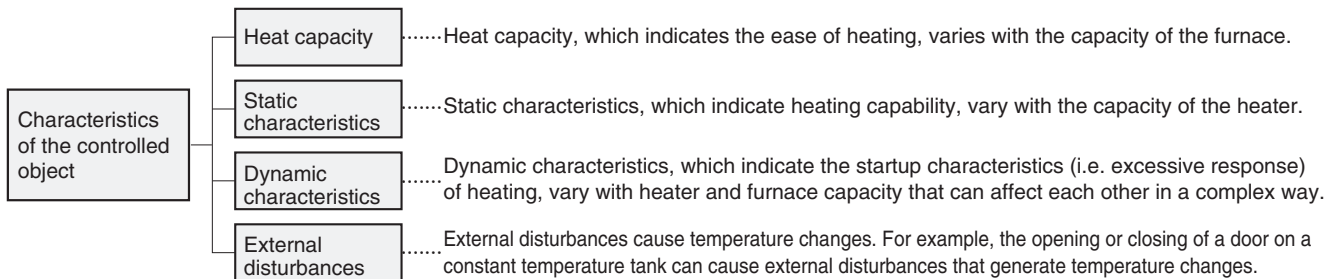 Characteristics
of the controlled
object
Heat capacity
Heat capacity, which indicates the ease of heating, varies with the capacity of the furnace.
Static
characteristics
Static characteristics, which indicate heating capability, vary with the capacity of the heater.
Dynamic
characteristics
Dynamic characteristics, which indicate the startup characteristics (i.e. excessive response)
of heating, vary with heater and furnace capacity that can affect each other in a complex way.
External
disturbances
External disturbances cause temperature changes. For example, the opening or closing of a door on a
constant temperature tank can cause external disturbances that generate temperature changes.